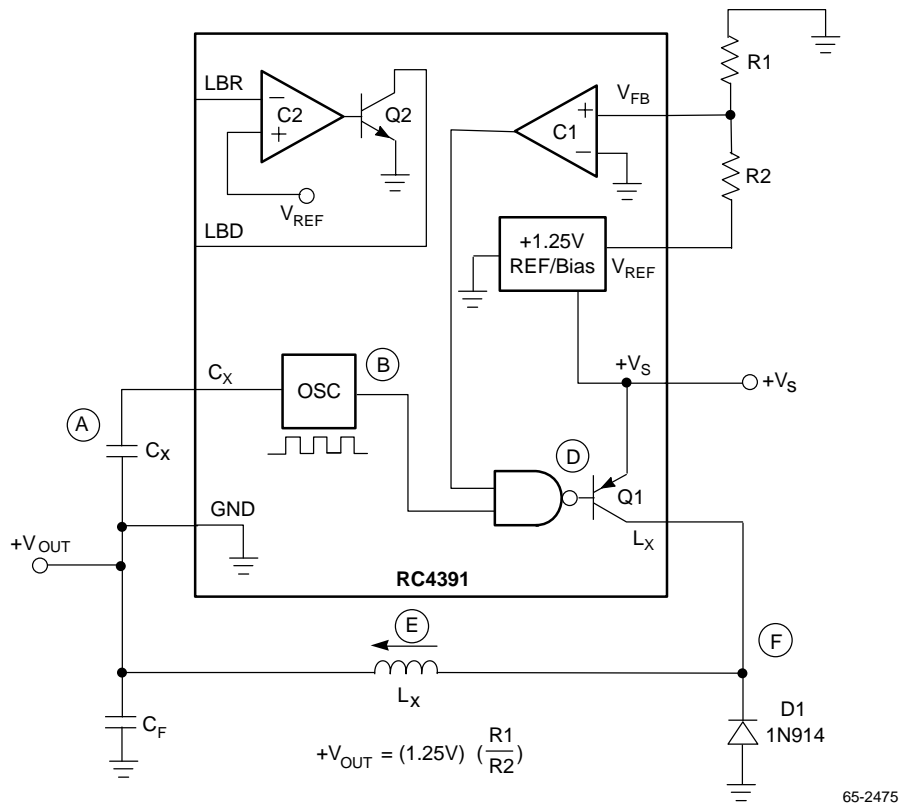 R1
LBR
C2
Q2
V_FB
C1
R2
V_REF
LBD
+1.25V
REF/Bias
V_REF
+V_S
+V_S
C_X
OSC
B
A
C_X
D
Q1
L_X
GND
+V_OUT
RC4391
E
F
L_X
C_F
D1
1N914
+V_OUT = (1.25V) (R1/R2)
65-2475